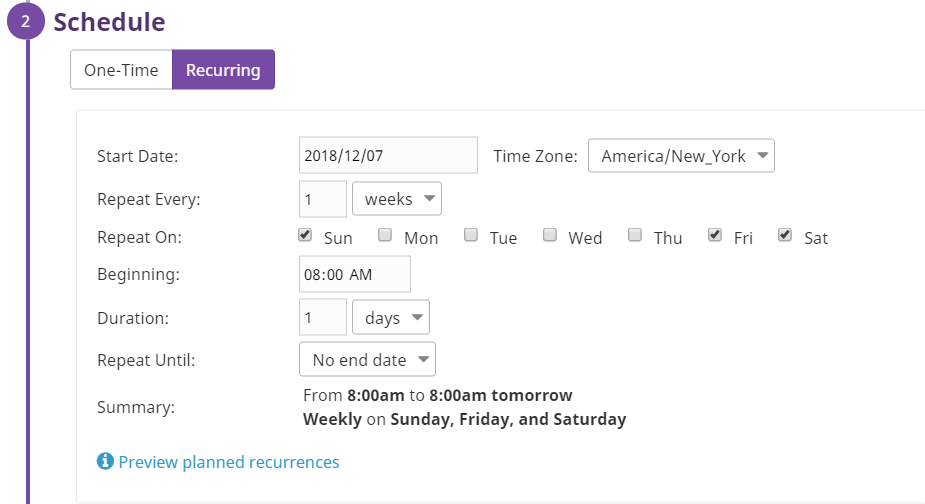 2 Schedule
One-Time Recurring
Start Date: 2018/12/07 Time Zone: America/New_York
Repeat Every: 1 weeks
Repeat On: Sun Mon Tue Wed Thu Fri Sat
Beginning: 08:00 AM
Duration: 1 days
Repeat Until: No end date
From 8:00am to 8:00am tomorrow
Summary:
Weekly on Sunday, Friday, and Saturday
i Preview planned recurrences